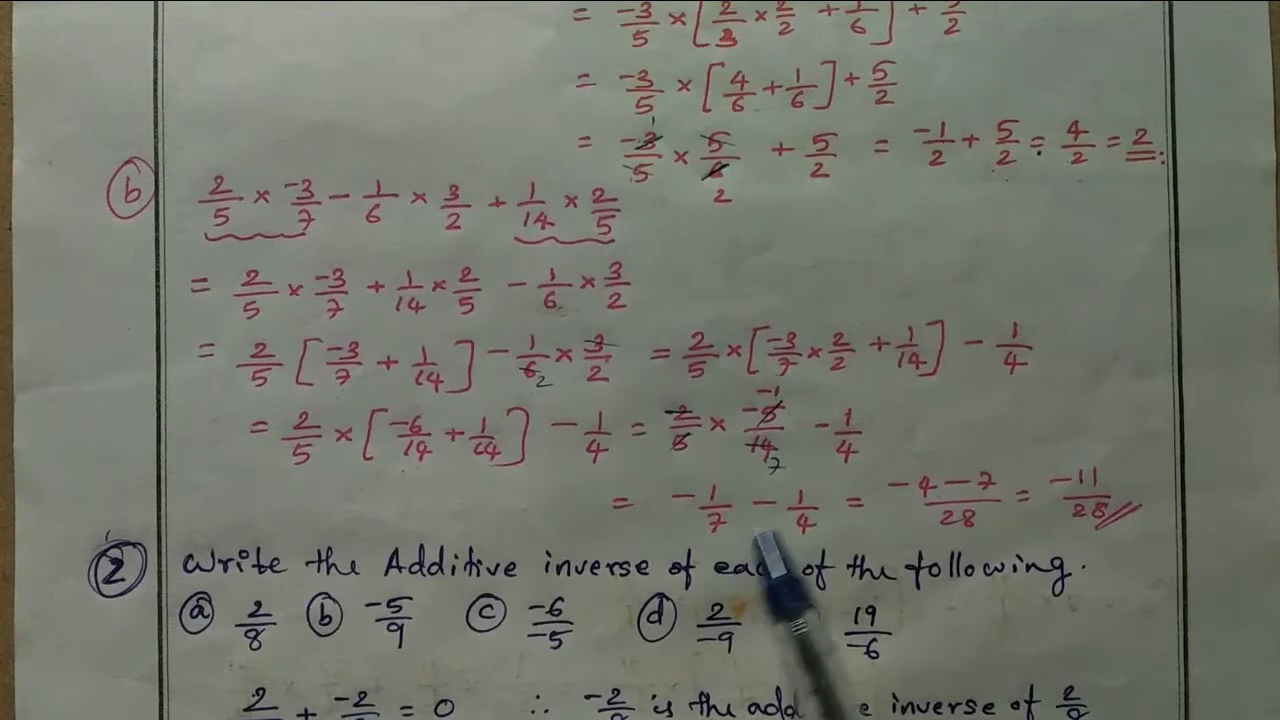 = -3/5 × [2/3 × 2/2 + 1/6] + 5/2
= -3/5 × [4/6 + 1/6] + 5/2
= -3/5 × 5/6 + 5/2 = -1/2 + 5/2 = 4/2 = 2
(b) 2/5 × -3/7 - 1/6 × 3/2 + 1/14 × 2/5
= 2/5 × -3/7 + 1/14 × 2/5 - 1/6 × 3/2
= 2/5 [-3/7 + 1/14] - 1/6 × 3/2 = 2/5 × [-3/7 × 2/2 + 1/14] - 1/4
= 2/5 × [-6/14 + 1/14] - 1/4 = 2/5 × -5/14 - 1/4
= -1/7 - 1/4 = -4-7/28 = -11/28
(2) Write the Additive inverse of each of the following.
(a) 2/8 (b) -5/9 (c) -6/-5 (d) 2/-9 19/-6
2/ + -2/ = 0 ∴ -2/8 is the inverse of 2/8